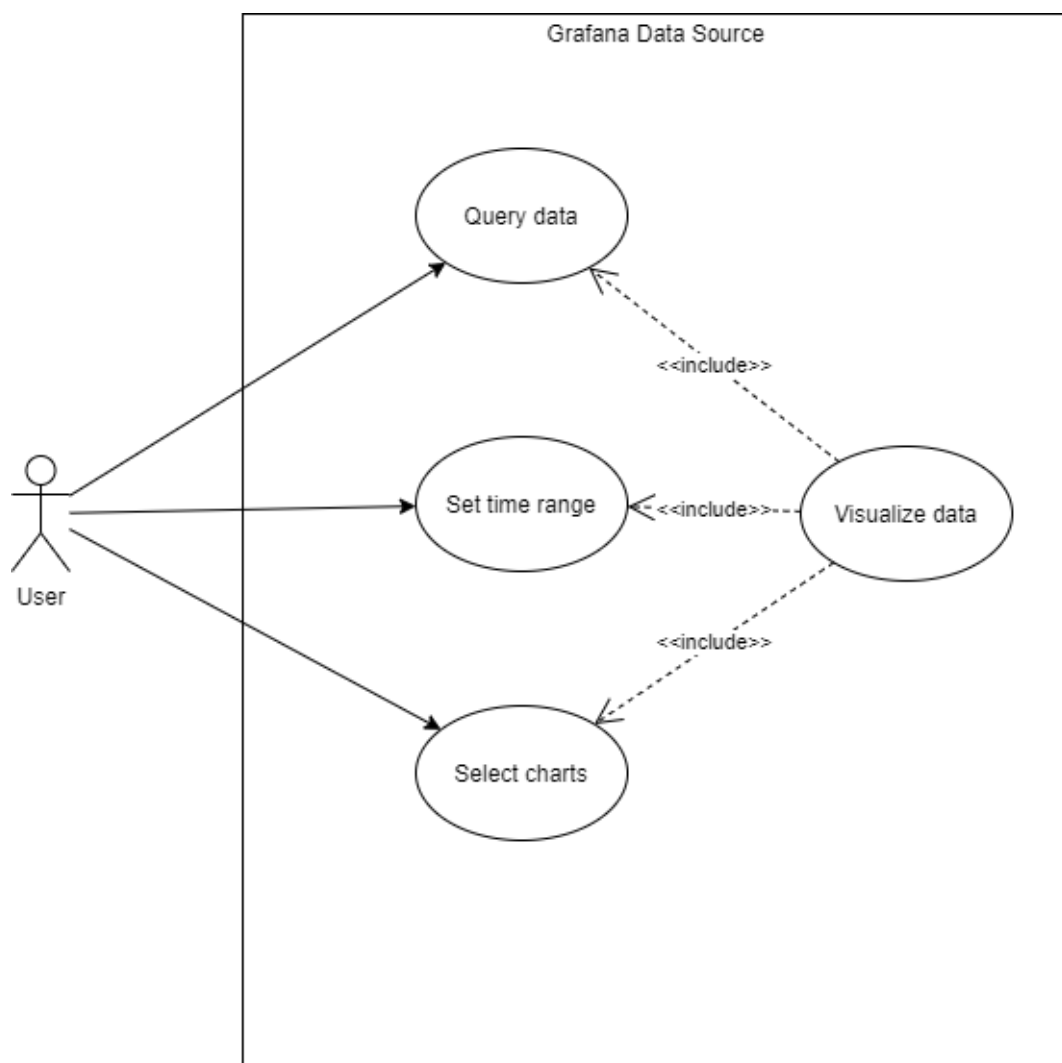 Grafana Data Source
Query data
<<include>>
Set time range
<<include>>
Visualize data
User
<<include>>
Select charts